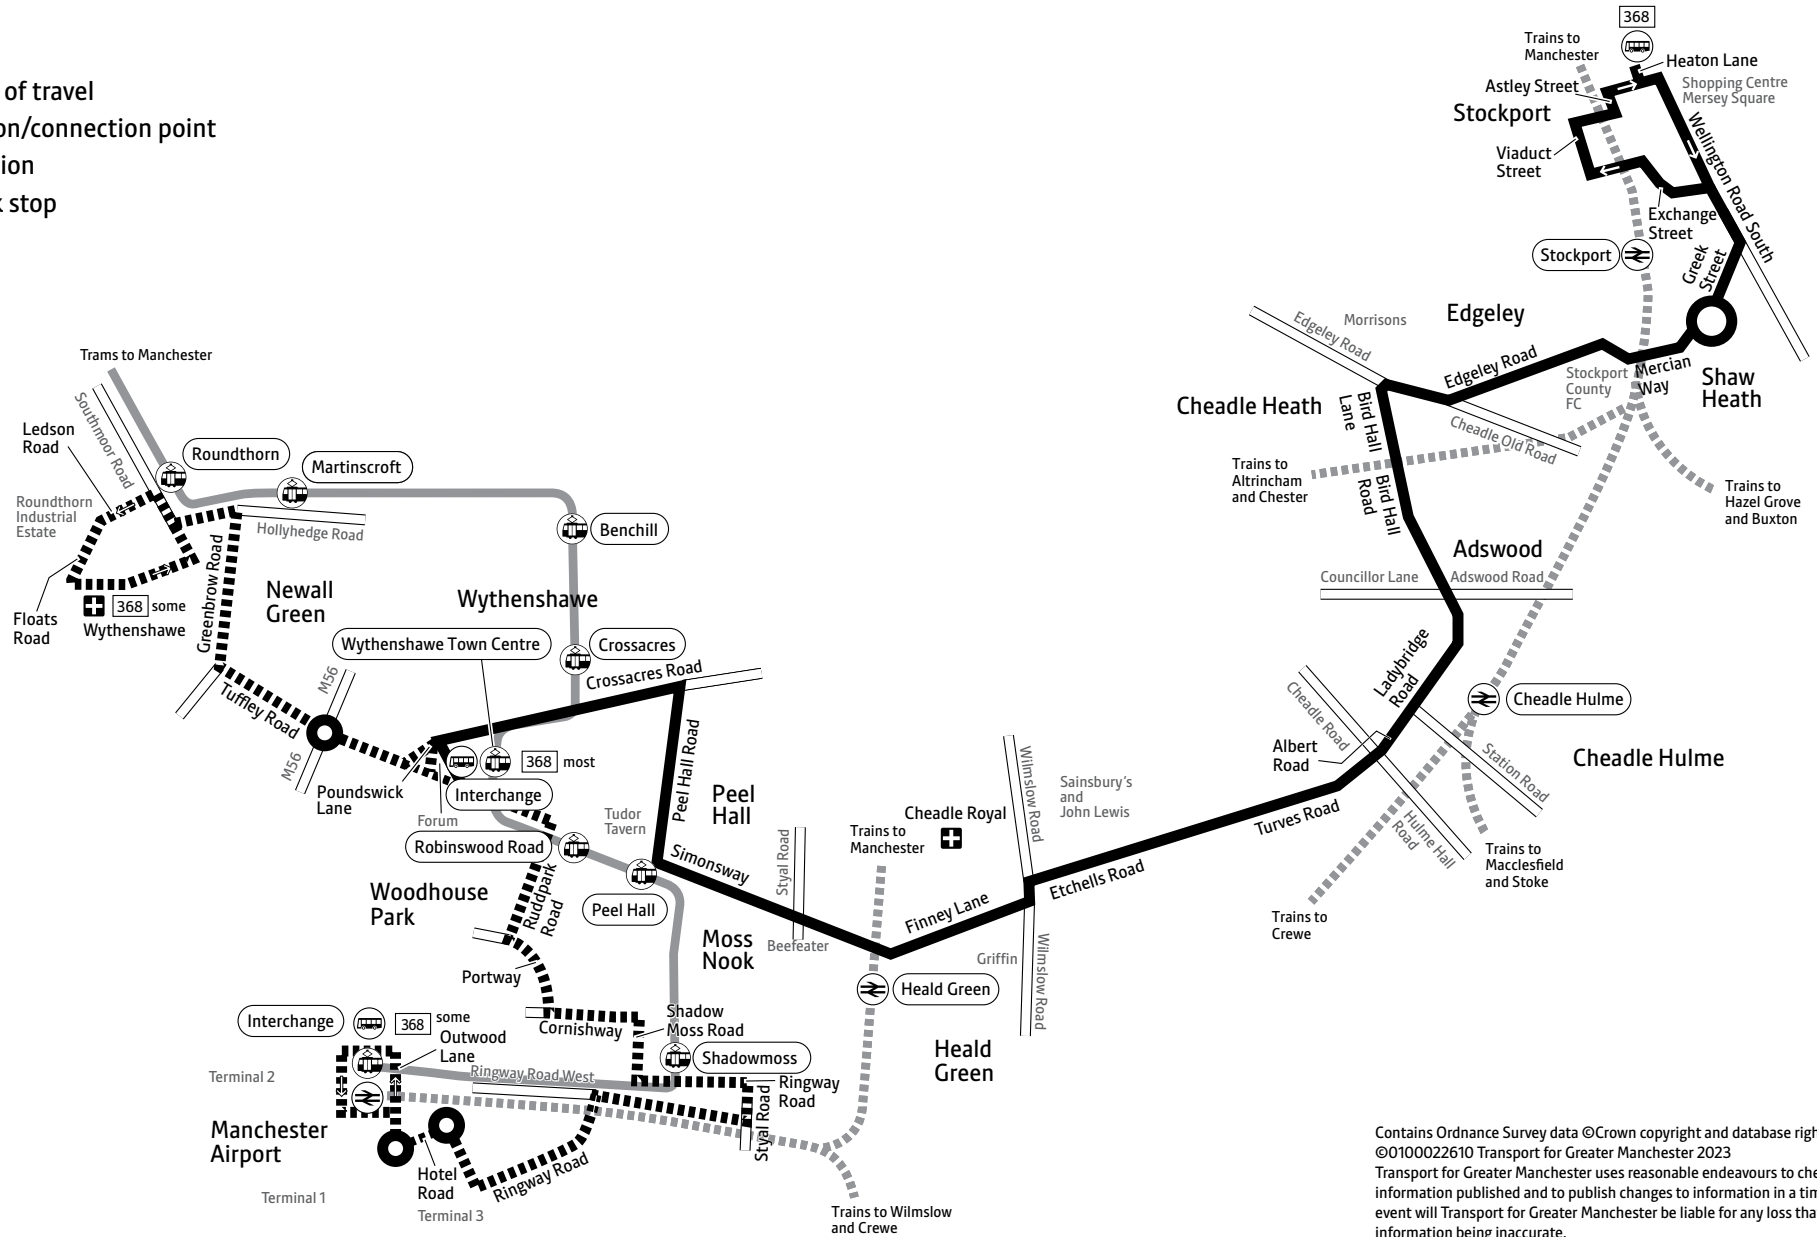 of travel
on/connection point
ion
k stop
368
Trains to
Manchester
Heaton Lane
Astley Street
Shopping Centre
Mersey Square
Stockport
Wellington Road South
Viaduct
Street
Exchange
Street
Stockport
Greek
Street
Edgeley Road
Morrisons
Edgeley
Edgeley Road
Stockport
County
FC
Mercian
Way
Shaw
Heath
Cheadle Heath
Bird Hall
Lane
Cheadle Old Road
Trains to
Altrincham
and Chester
Bird Hall
Road
Trains to
Hazel Grove
and Buxton
Adswood
Councillor Lane
Adswood Road
Ladybridge
Road
Cheadle Road
Cheadle Hulme
Albert
Road
Station Road
Cheadle Hulme
Turves Road
Hulme Hall
Road
Trains to
Macclesfield
and Stoke
Trains to
Crewe
Trams to Manchester
Southmoor Road
Ledson
Road
Roundthorn
Martinscroft
Roundthorn
Industrial
Estate
Hollyhedge Road
Benchill
Greenbrow Road
Newall
Green
Wythenshawe
Floats
Road
368 some
Wythenshawe
Wythenshawe Town Centre
Crossacres
Crossacres Road
M56
Tuffley Road
M56
Poundswick
Lane
368 most
Interchange
Forum
Peel Hall Road
Peel
Hall
Tudor
Tavern
Robinswood Road
Simonsway
Styal Road
Trains to
Manchester
Cheadle Royal
Wilmslow Road
Sainsbury's
and
John Lewis
Etchells Road
Finney Lane
Woodhouse
Park
Ruddpark
Road
Peel Hall
Moss
Nook
Beefeater
Griffin
Wilmslow Road
Portway
Heald Green
Interchange
368 some
Outwood
Lane
Cornishway
Shadow
Moss Road
Shadowmoss
Heald
Green
Terminal 2
Ringway Road West
Ringway
Road
Styal Road
Manchester
Airport
Hotel
Road
Ringway Road
Terminal 1
Terminal 3
Trains to Wilmslow
and Crewe
Contains Ordnance Survey data ©Crown copyright and database righ
©0100022610 Transport for Greater Manchester 2023
Transport for Greater Manchester uses reasonable endeavours to che
information published and to publish changes to information in a tim
event will Transport for Greater Manchester be liable for any loss tha
information being inaccurate.